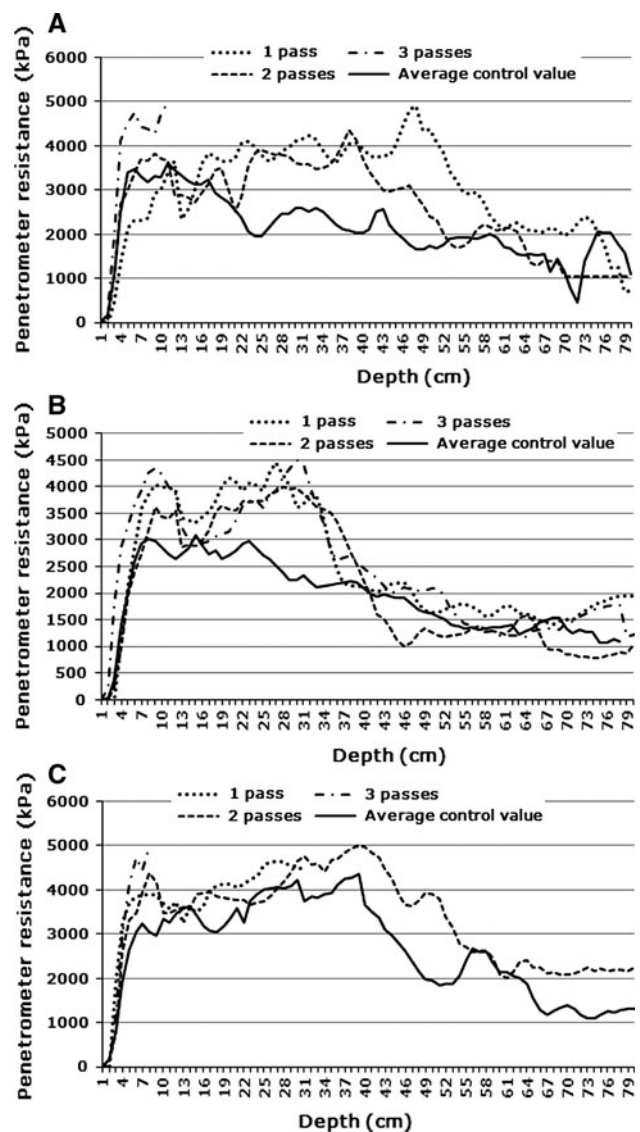 A
1 pass 3 passes
2 passes Average control value
Penetrometer resistance (kPa)
6000
5000
4000
3000
2000
1000
0
1 4 7 10 13 16 19 22 25 28 31 34 37 40 43 46 49 52 55 58 61 64 67 70 73 76 79
Depth (cm)
B
1 pass 3 passes
2 passes Average control value
Penetrometer resistance (kPa)
5000
4500
4000
3500
3000
2500
2000
1500
1000
500
0
1 4 7 10 13 16 19 22 25 28 31 34 37 40 43 46 49 52 55 58 61 64 67 70 73 76 79
Depth (cm)
C
1 pass 3 passes
2 passes Average control value
Penetrometer resistance (kPa)
6000
5000
4000
3000
2000
1000
0
1 4 7 10 13 16 19 22 25 28 31 34 37 40 43 46 49 52 55 58 61 64 67 70 73 76 79
Depth (cm)